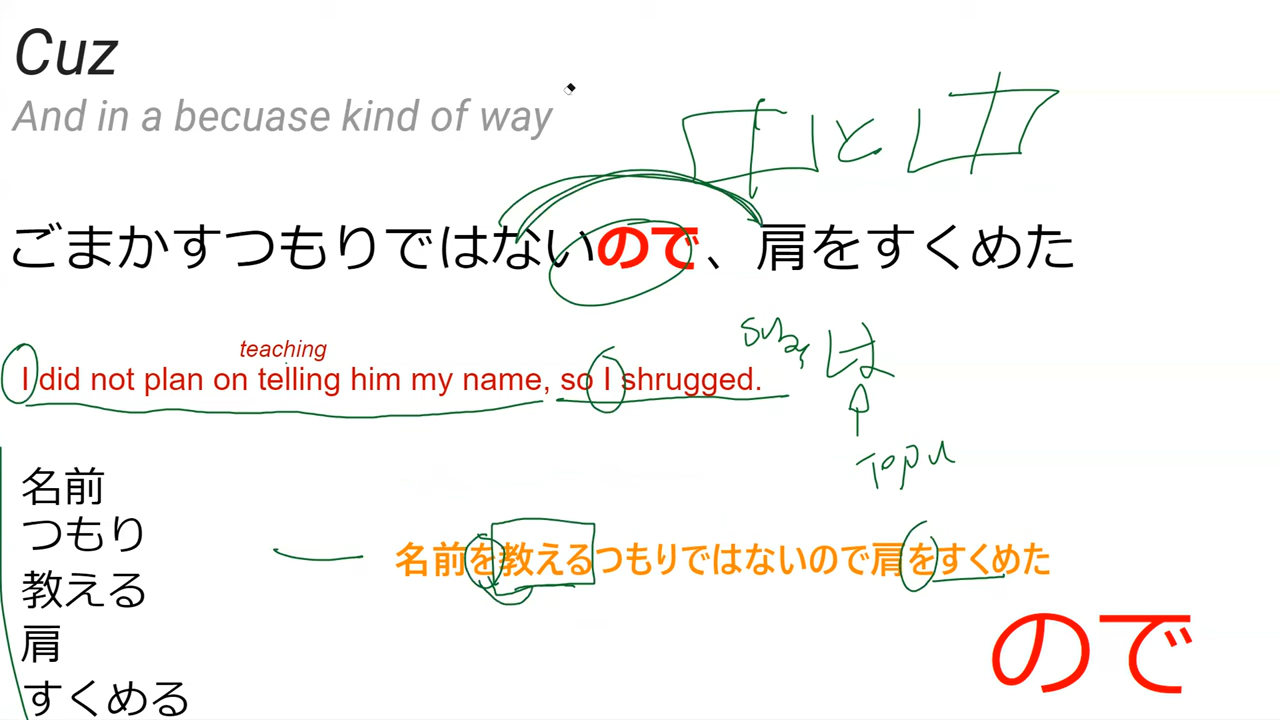 Cuz
And in a becuase kind of way
と
ごまかすつもりではないので、肩をすくめた
teaching
I did not plan on telling him my name, so I shrugged.
は
名前
つもり
教える
肩
すくめる
名前を教えるつもりではないので肩をすくめた
ので